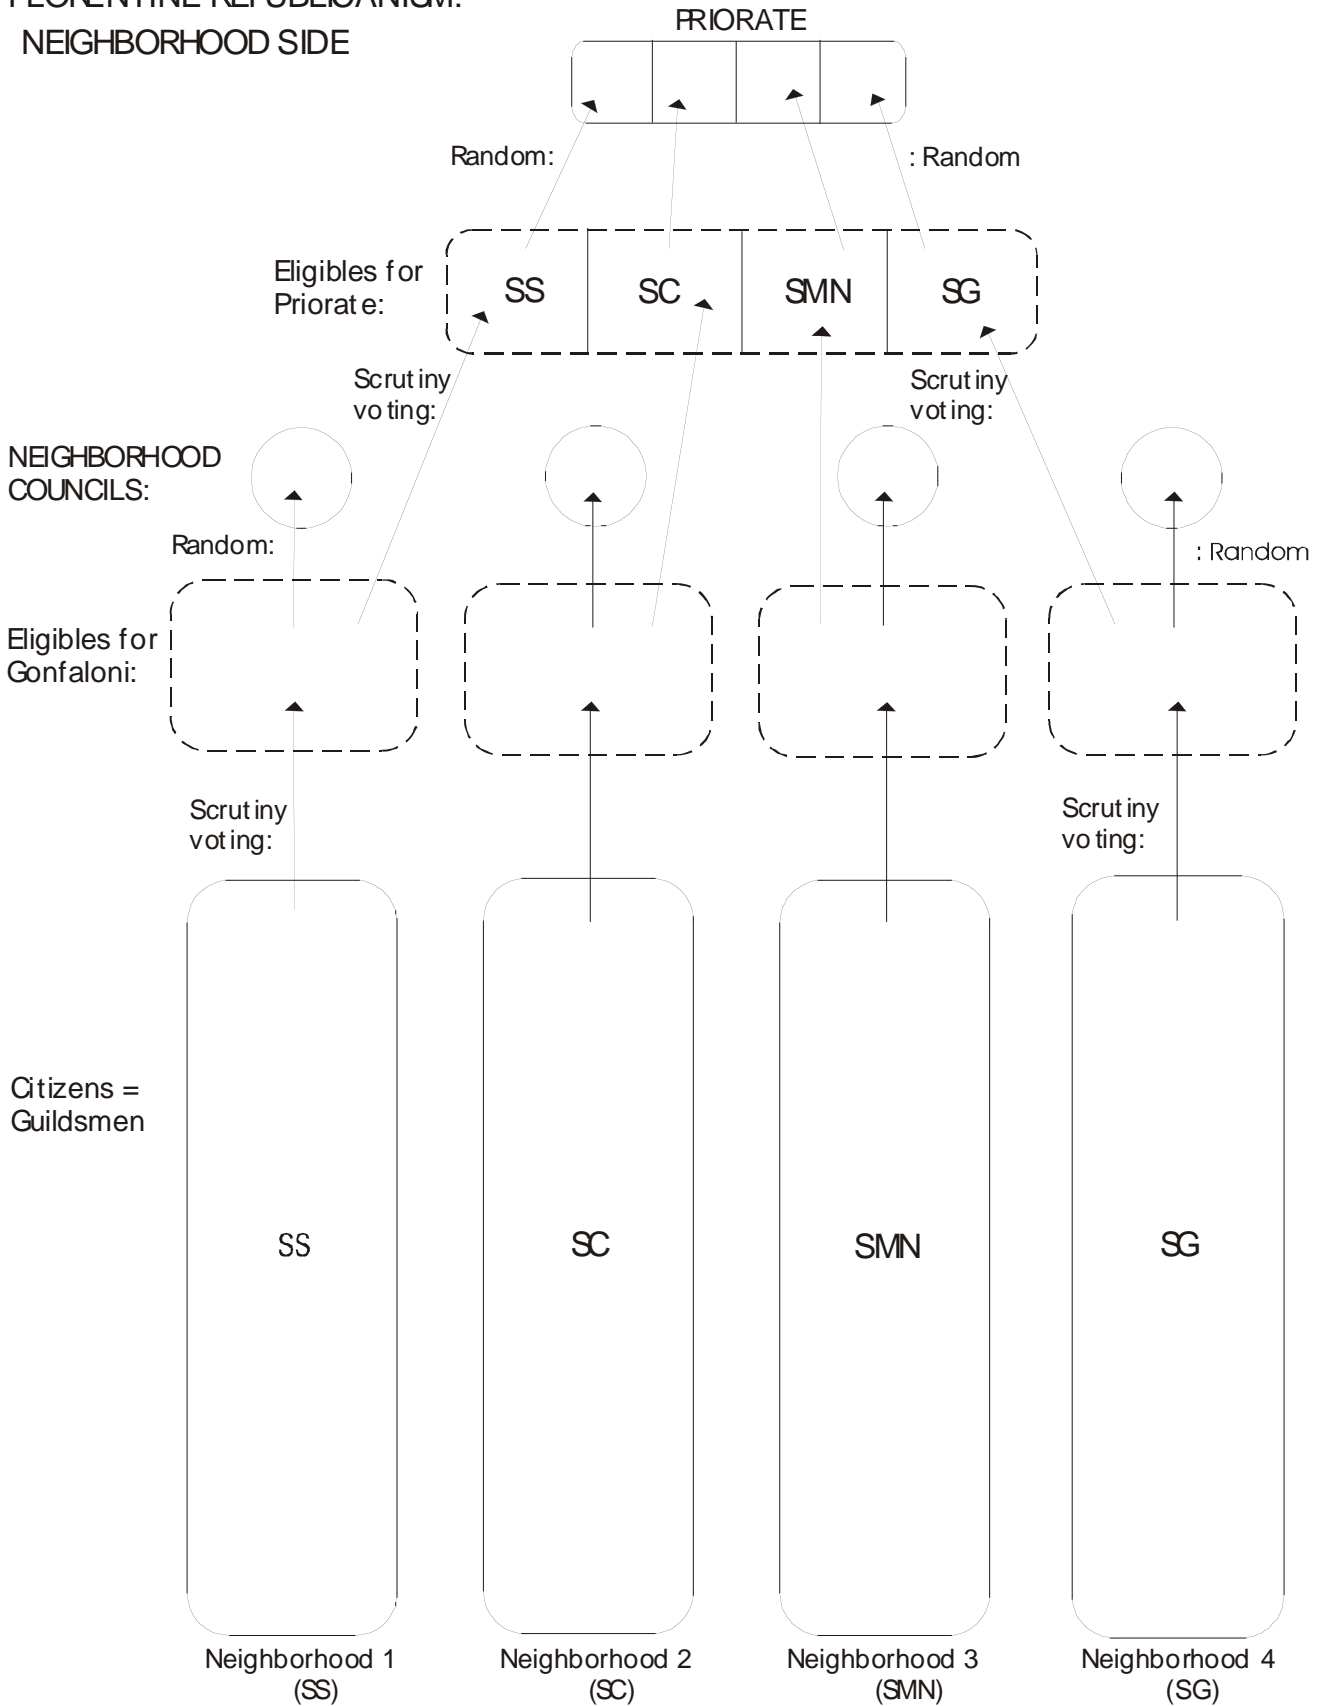 FLORENTINE REPUBLICANISM:
NEIGHBORHOOD SIDE
PRIORATE
Random:
: Random
Eligibles for
Priorate:
SS
SC
SMN
SG
Scrutiny
voting:
Scrutiny
voting:
NEIGHBORHOOD
COUNCILS:
Random:
: Random
Eligibles for
Gonfaloni:
Scrutiny
voting:
Scrutiny
voting:
Citizens =
Guildsmen
SS
SC
SMN
SG
Neighborhood 1
(SS)
Neighborhood 2
(SC)
Neighborhood 3
(SMN)
Neighborhood 4
(SG)